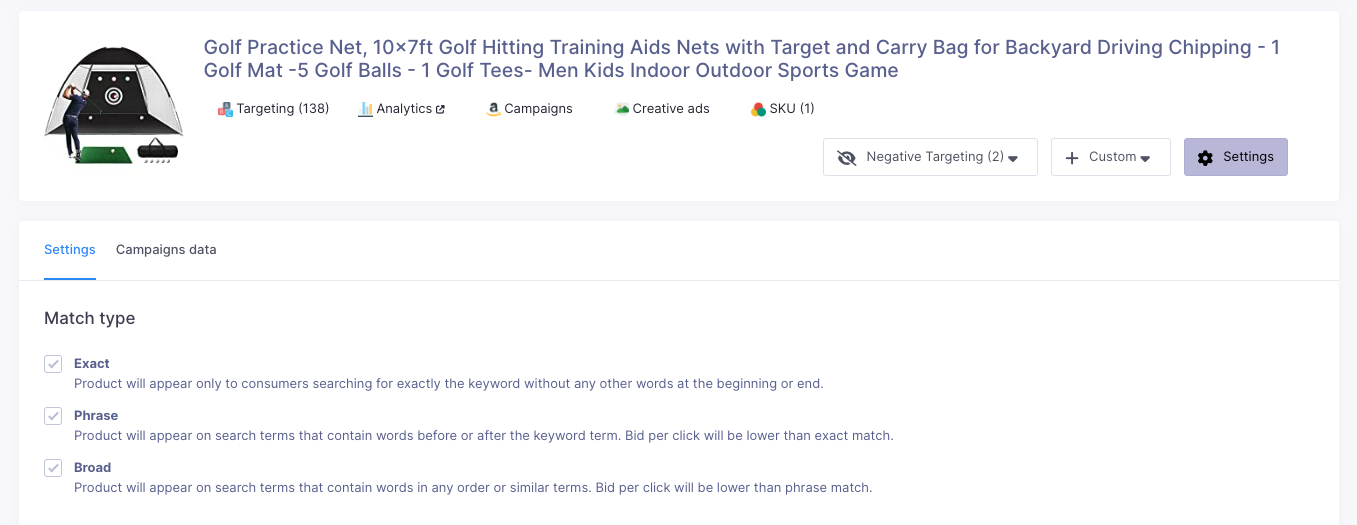 Golf Practice Net, 10×7ft Golf Hitting Training Aids Nets with Target and Carry Bag for Backyard Driving Chipping - 1
Golf Mat -5 Golf Balls - 1 Golf Tees- Men Kids Indoor Outdoor Sports Game
Targeting (138) Analytics Campaigns Creative ads SKU (1)
Negative Targeting (2) Custom Settings
Settings Campaigns data
Match type
Exact
Product will appear only to consumers searching for exactly the keyword without any other words at the beginning or end.
Phrase
Product will appear on search terms that contain words before or after the keyword term. Bid per click will be lower than exact match.
Broad
Product will appear on search terms that contain words in any order or similar terms. Bid per click will be lower than phrase match.